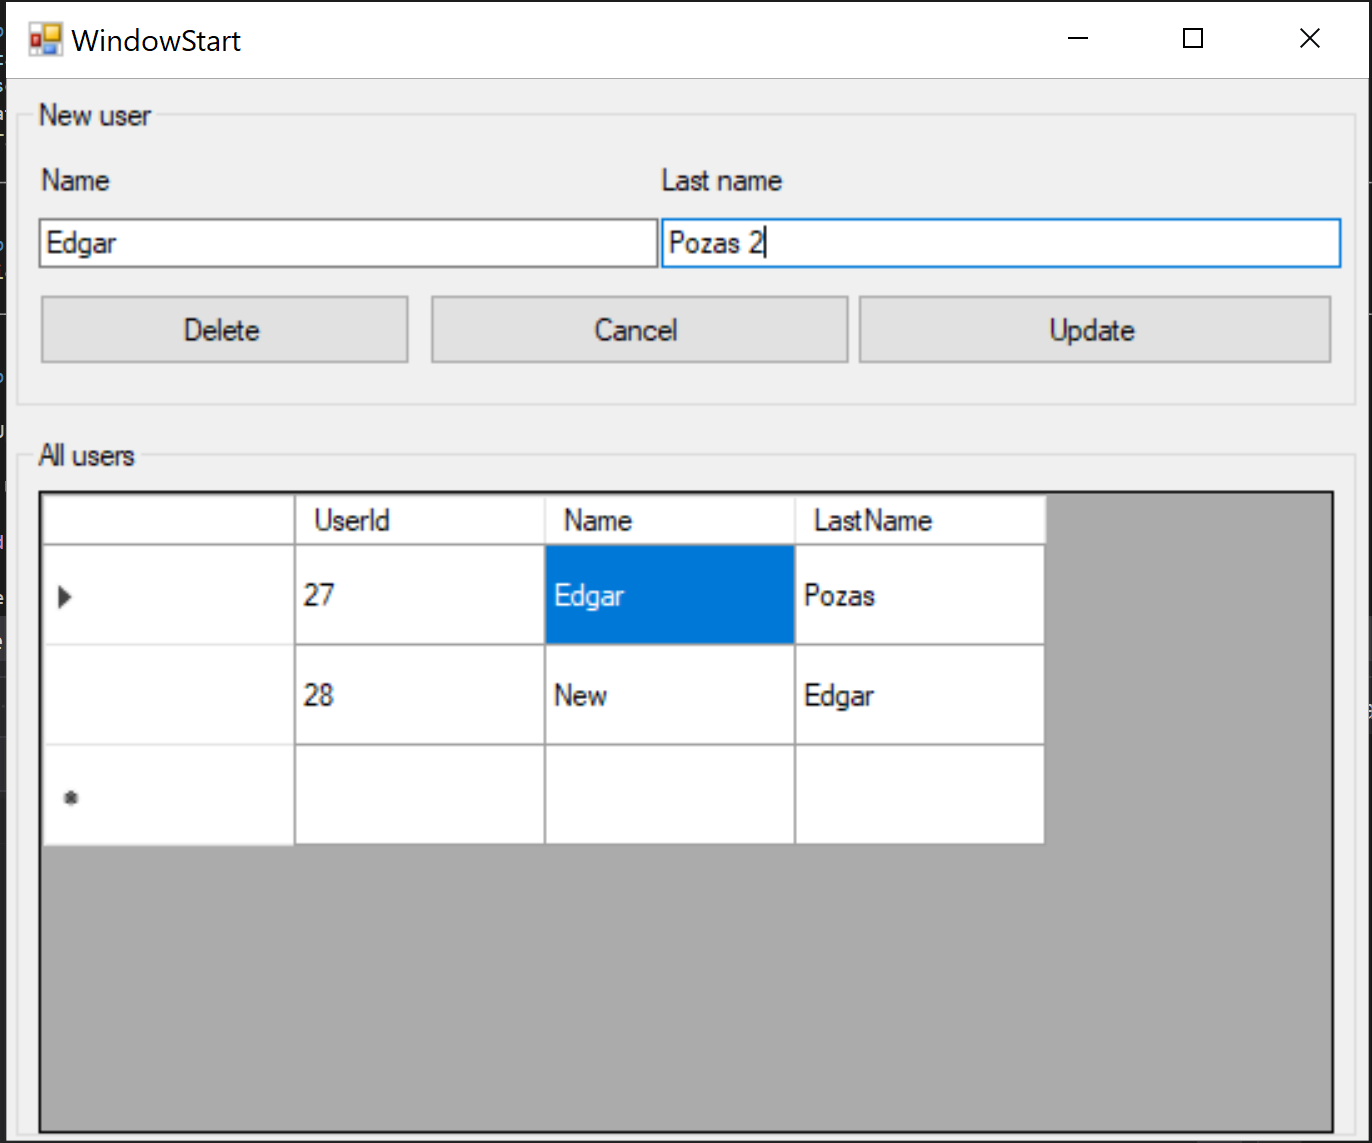 WindowStart
New user
Name Last name
Edgar Pozas 2
Delete Cancel Update
All users
UserId Name LastName
27 Edgar Pozas
28 New Edgar